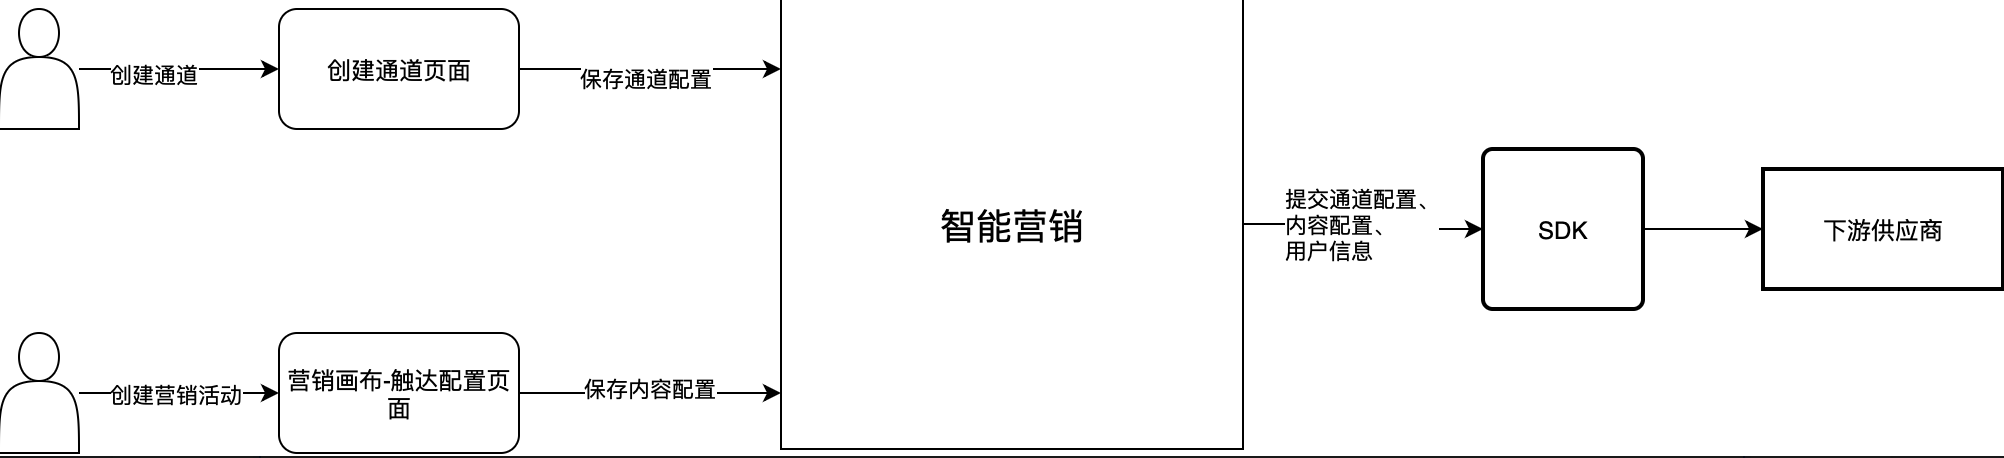 创建通道
创建通道页面
保存通道配置
智能营销
提交通道配置、
内容配置、
用户信息
SDK
下游供应商
创建营销活动
营销画布-触达配置页
面
保存内容配置